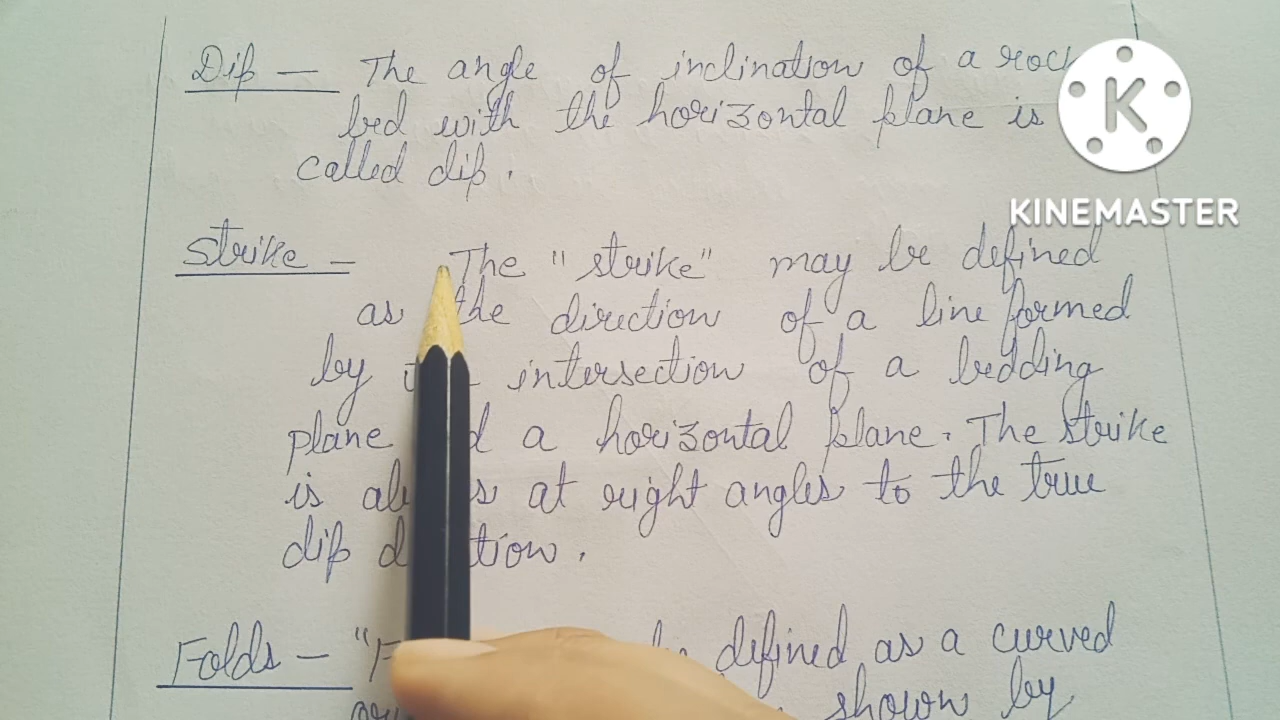 Dip — The angle of inclination of a rock
bed with the horizontal plane is
called dip.
KINEMASTER
Strike — The "strike" may be defined
as the direction of a line formed
by intersection of a bedding
plane a horizontal plane. The strike
is at right angles to the true
dip .
Folds — defined as a curved
shown by